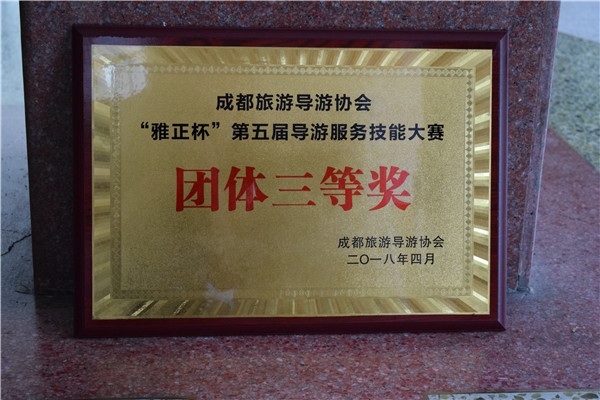 成都旅游导游协会
“雅正杯”第五届导游服务技能大赛
团体三等奖
成都旅游导游协会
二〇一八年四月